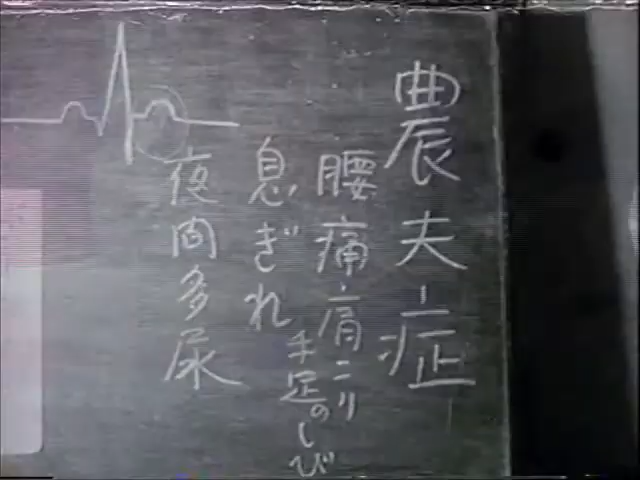 農夫症
腰痛肩こり
手足のしび
息ぎれ
夜間多尿